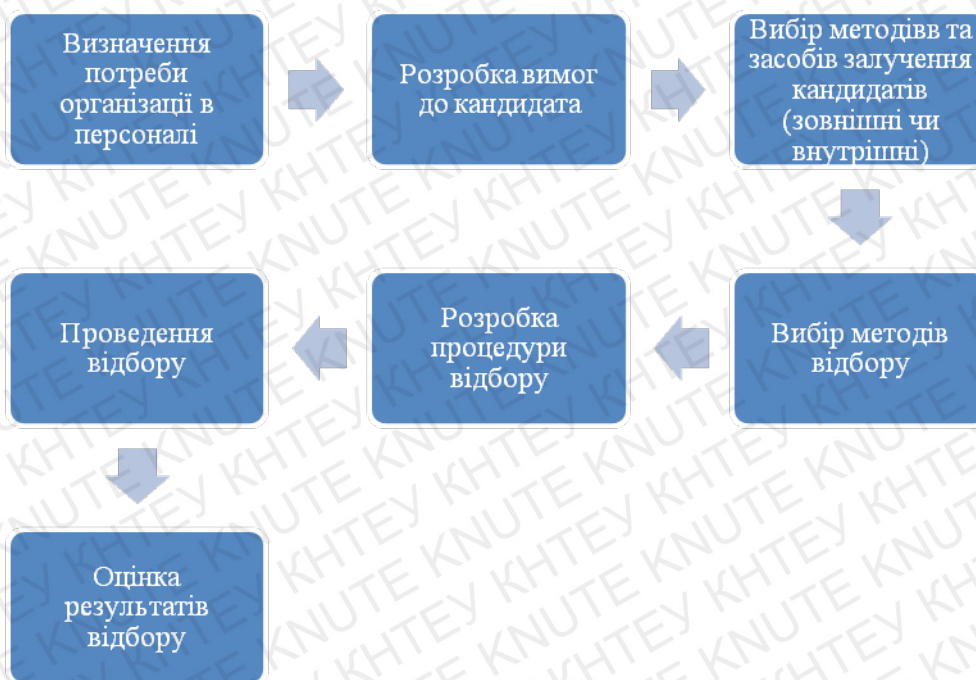 Визначення
потреби
організації в
персоналі
Розробка вимог
до кандидата
Вибір методівв та
засобів залучення
кандидатів
(зовнішні чи
внутрішні)
Вибір методів
відбору
Розробка
процедури
відбору
Проведення
відбору
Оцінка
результатів
відбору